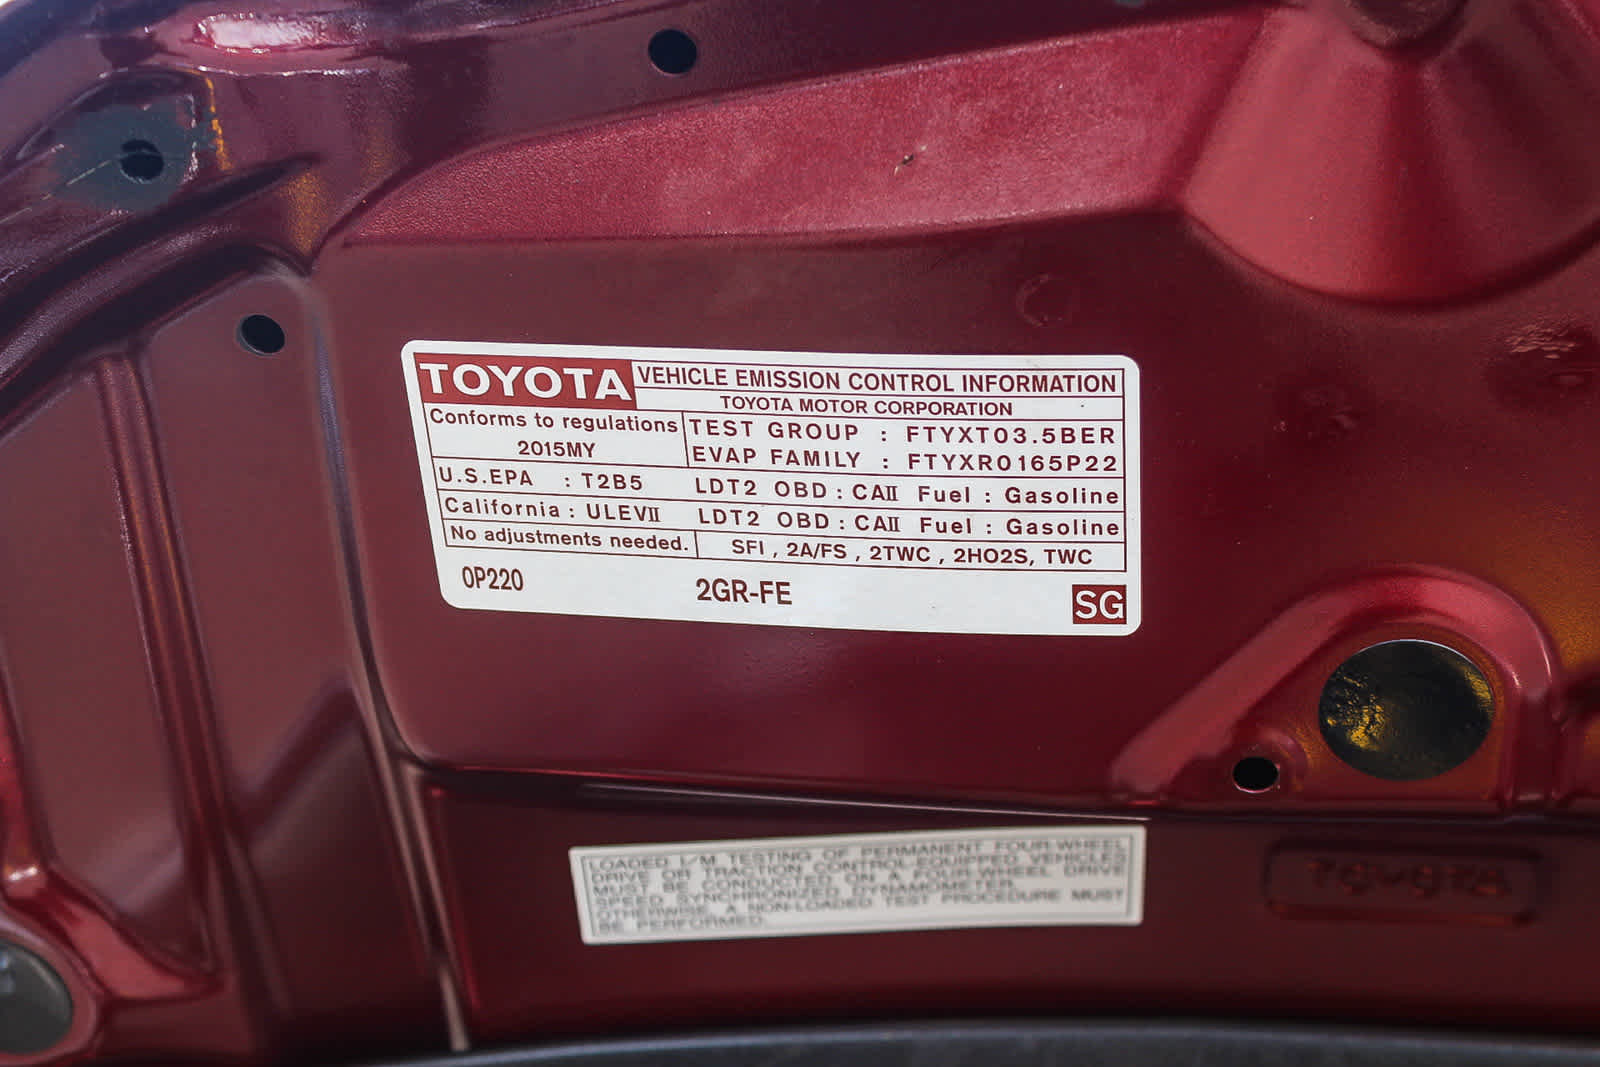 TOYOTA VEHICLE EMISSION CONTROL INFORMATION
TOYOTA MOTOR CORPORATION
Conforms to regulations
2015MY
TEST GROUP : FTYXT03.5BER
EVAP FAMILY : FTYXR0165P22
U.S.EPA : T2B5 LDT2 OBD : CAII Fuel : Gasoline
California : ULEVII LDT2 OBD : CAII Fuel : Gasoline
No adjustments needed. SFI , 2A/FS , 2TWC , 2HO2S, TWC
0P220 2GR-FE SG
LOADED I/M TESTING OF PERMANENT FOUR-WHEEL
DRIVE OR TRACTION CONTROL-EQUIPPED VEHICLES
MUST BE CONDUCTED ON A FOUR-WHEEL DRIVE
SPEED SYNCHRONIZED DYNAMOMETER.
OTHERWISE, A NON-LOADED TEST PROCEDURE MUST
BE PERFORMED.
TOYOTA